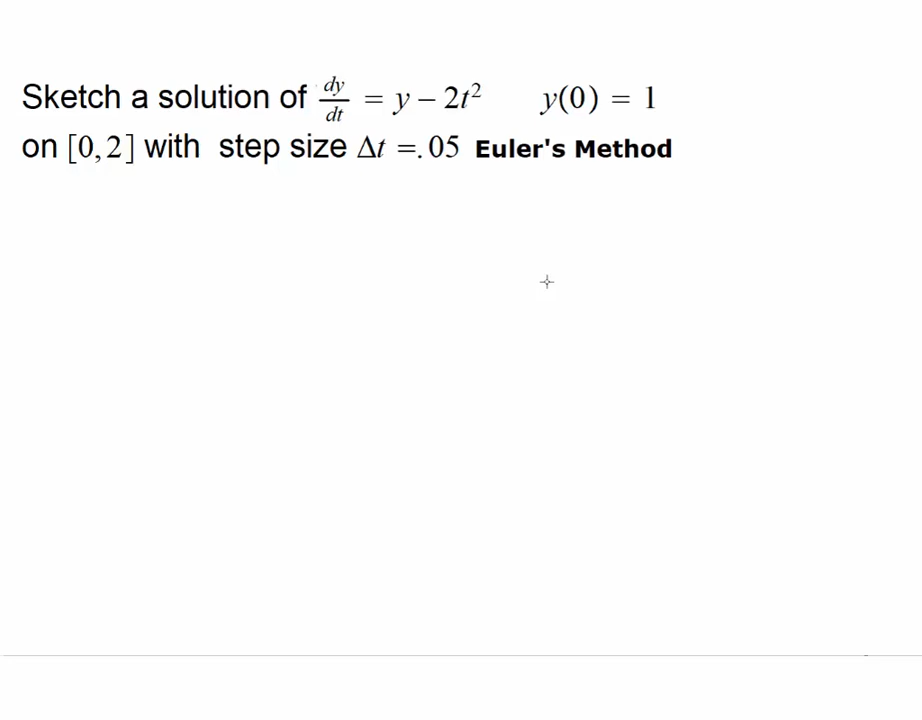 Sketch a solution of dy/dt = y − 2t² y(0) = 1
on [0, 2] with step size Δt =.05 Euler's Method